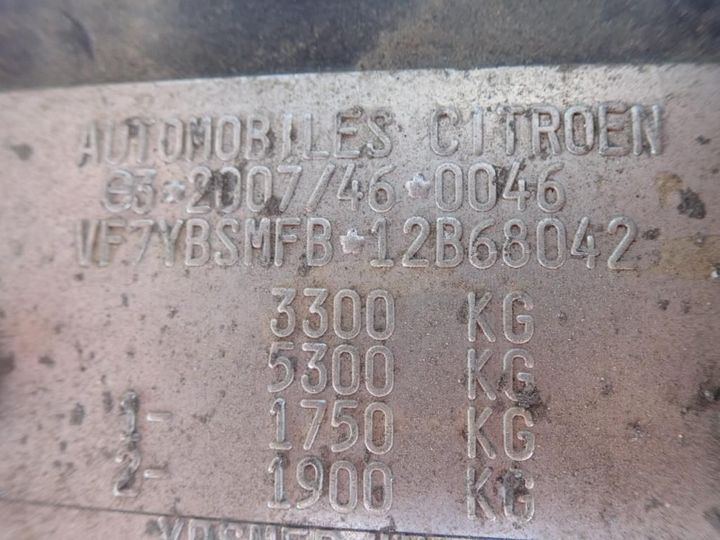 AUTOMOBILES CITROEN
e3*2007/46*0046
VF7YBSMFB*12B68042
3300 KG
5300 KG
1- 1750 KG
2- 1900 KG